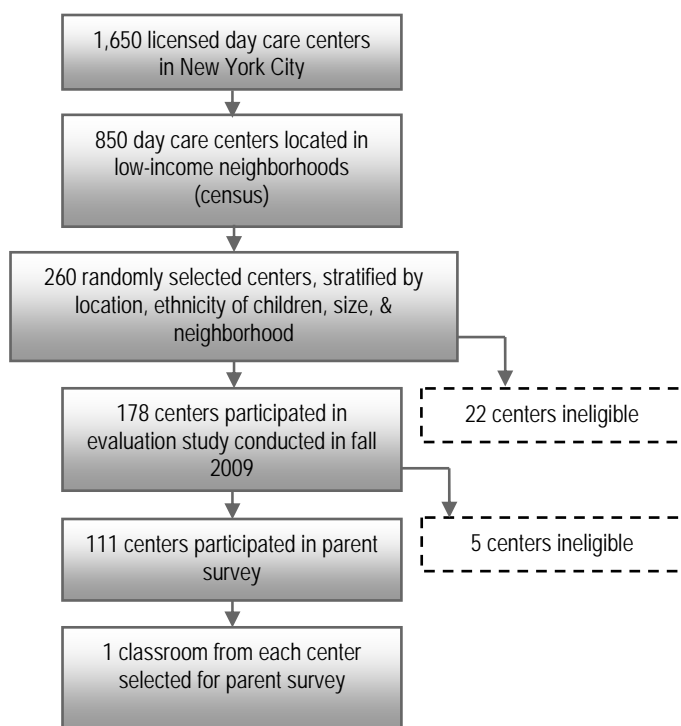 1,650 licensed day care centers
in New York City
850 day care centers located in
low-income neighborhoods
(census)
260 randomly selected centers, stratified by
location, ethnicity of children, size, &
neighborhood
22 centers ineligible
178 centers participated in
evaluation study conducted in fall
2009
5 centers ineligible
111 centers participated in parent
survey
1 classroom from each center
selected for parent survey